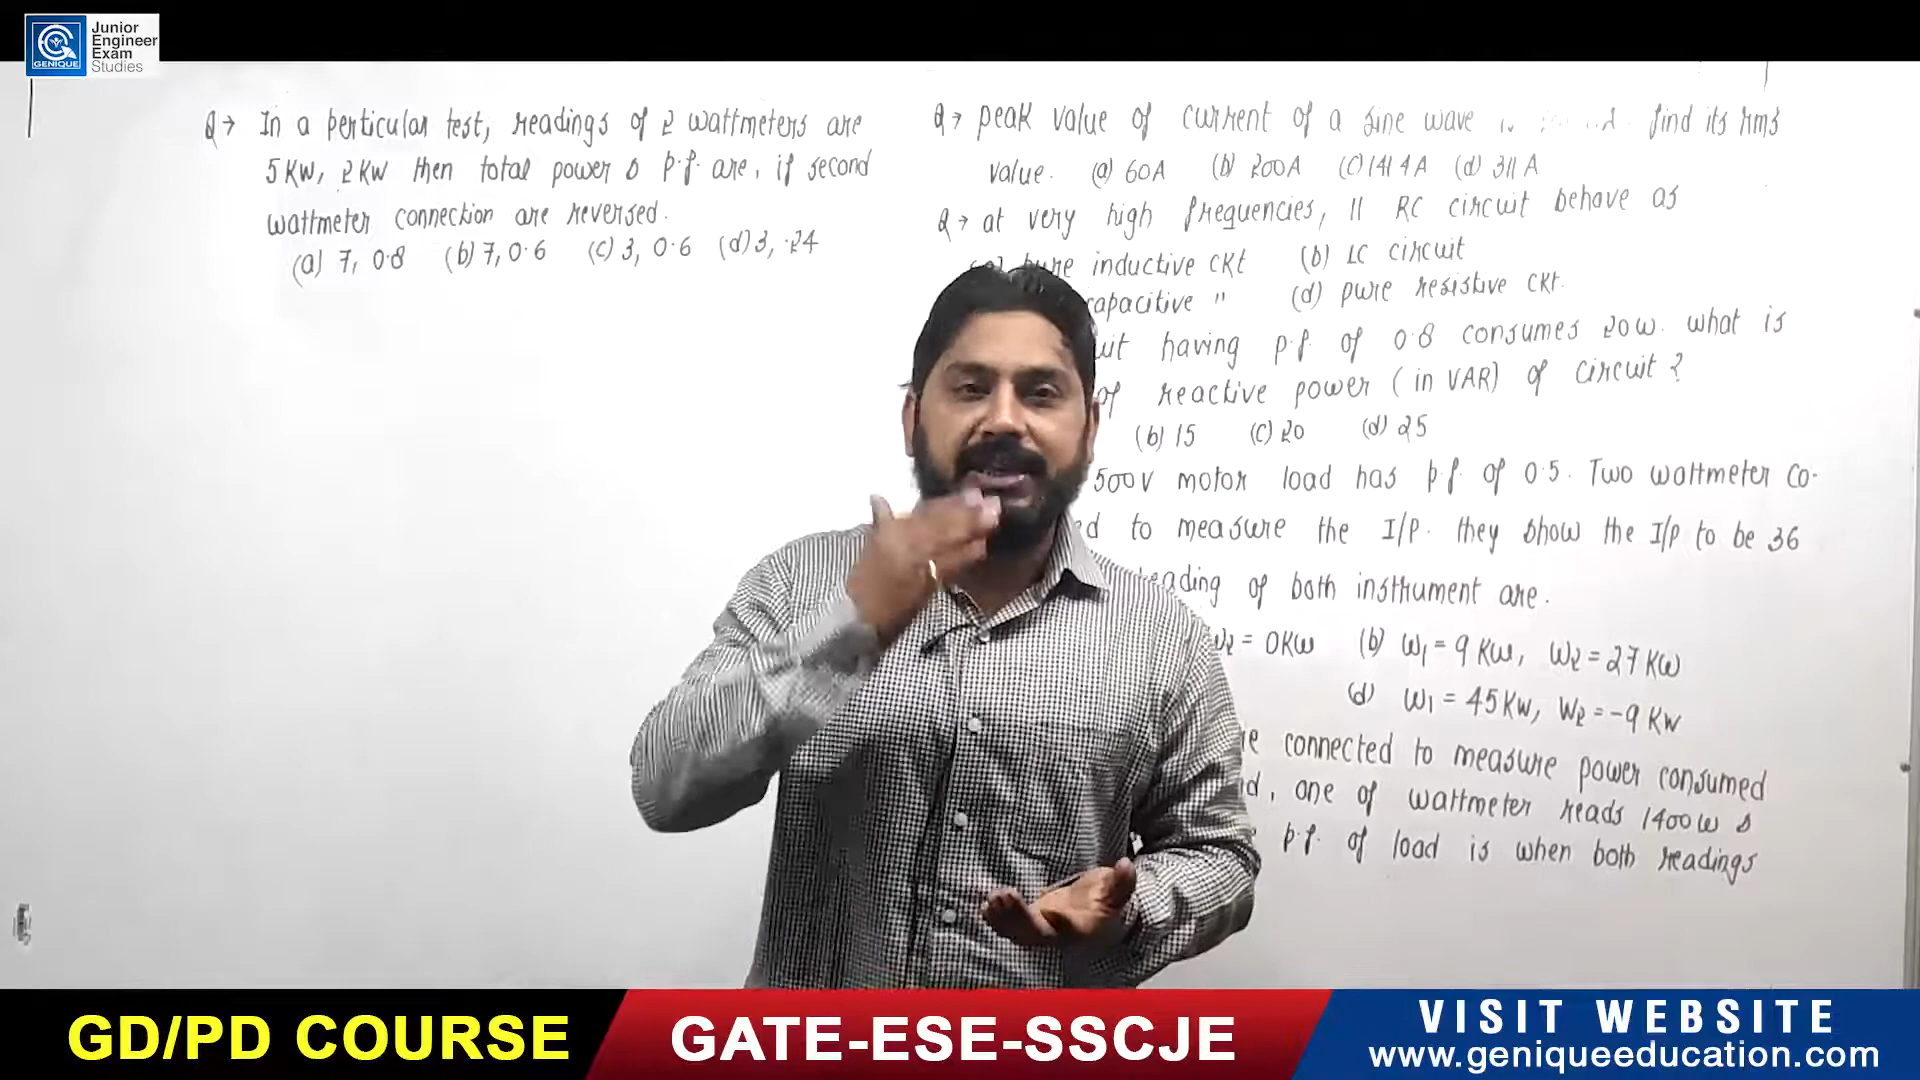 GENIQUE
Junior
Engineer
Exam
Studies
Q→ In a perticular test, readings of 2 wattmeters are
5KW, 2KW then total power & p.f. are, if second
wattmeter connection are reversed.
(a) 7, 0.8 (b) 7, 0.6 (c) 3, 0.6 (d) 3, .24
Q→ peak value of current of a sine wave find its rms
value. (a) 60A (b) 200A (c) 141.4A (d) 311A
Q→ at very high frequencies, || RC circuit behave as
pure inductive ckt (b) LC circuit
capacitive " (d) pure resistive ckt.
having p.f. of 0.8 consumes 20w. what is
of reactive power (in VAR) of circuit?
(b) 15 (c) 20 (d) 25
500V motor load has p.f. of 0.5. Two wattmeter co-
to measure the I/P. they show the I/p to be 36
of both instrument are.
W2 = 0KW (b) W1 = 9 KW, W2 = 27 KW
(d) W1 = 45KW, W2 = -9 KW
connected to measure power consumed
, one of wattmeter reads 1400W &
p.f. of load is when both readings
GD/PD COURSE
GATE-ESE-SSCJE
VISIT WEBSITE
www.geniqueeducation.com